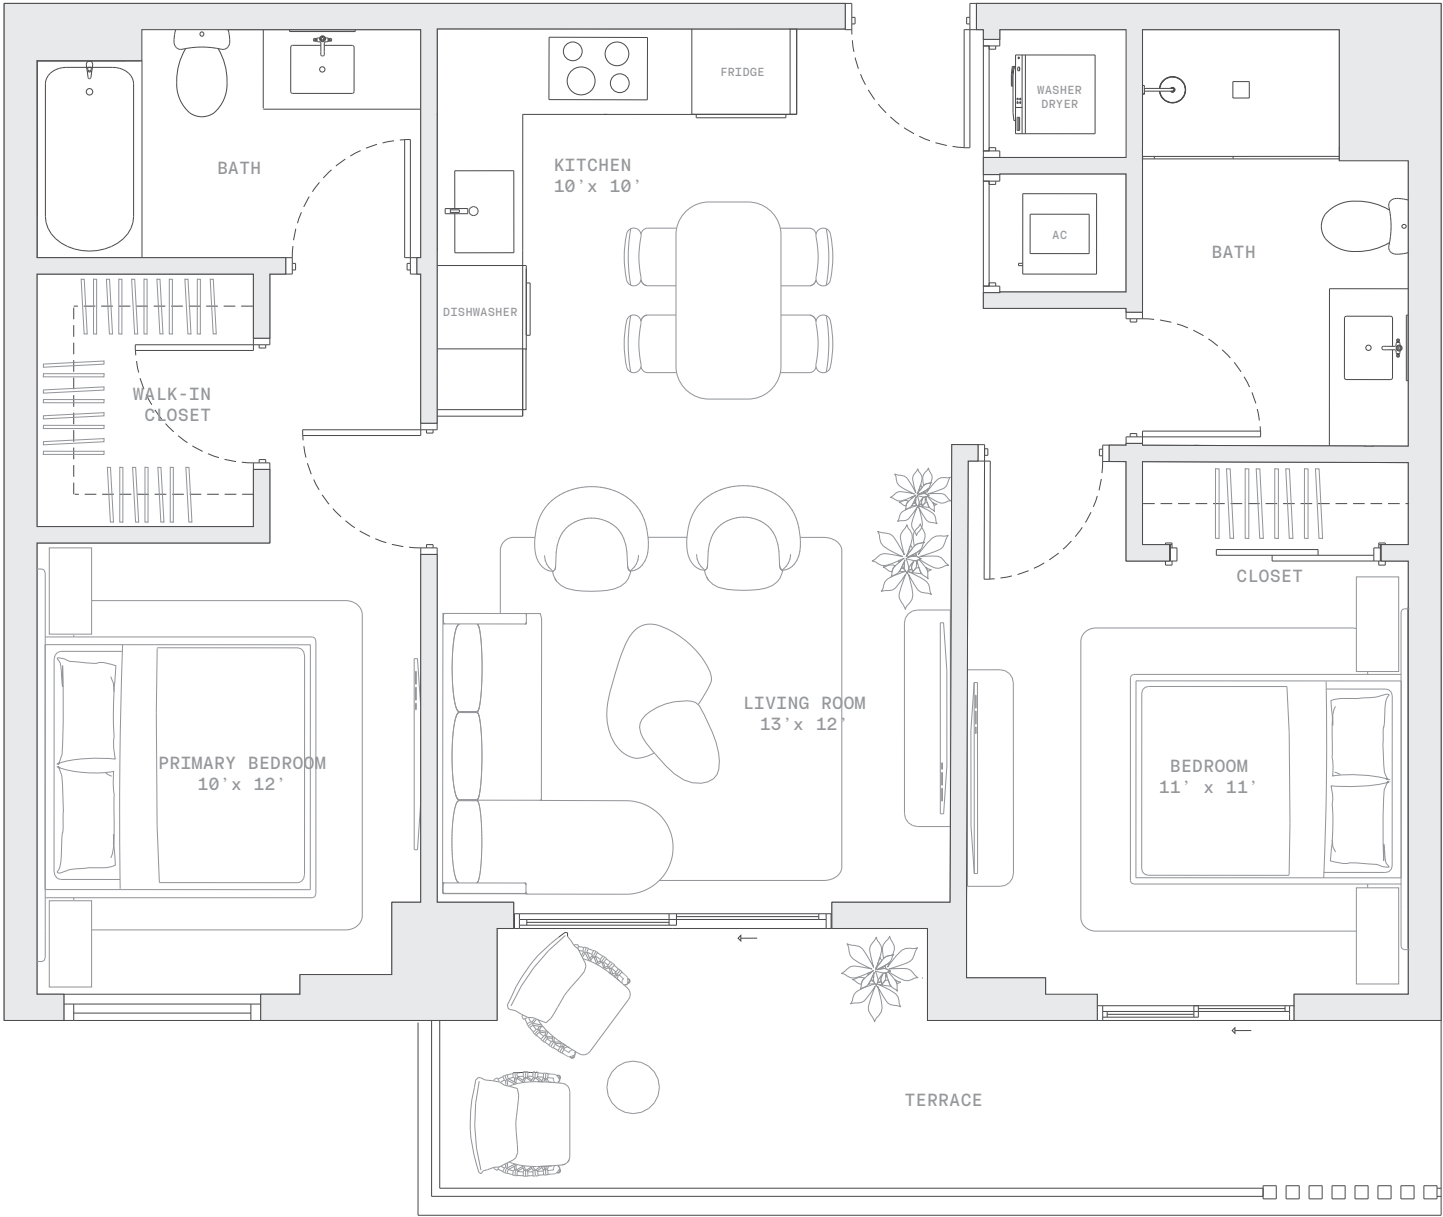 FRIDGE
WASHER
DRYER
BATH
KITCHEN
10'x 10'
AC
BATH
DISHWASHER
WALK-IN
CLOSET
CLOSET
LIVING ROOM
13'x 12'
PRIMARY BEDROOM
10'x 12'
BEDROOM
11' x 11'
TERRACE